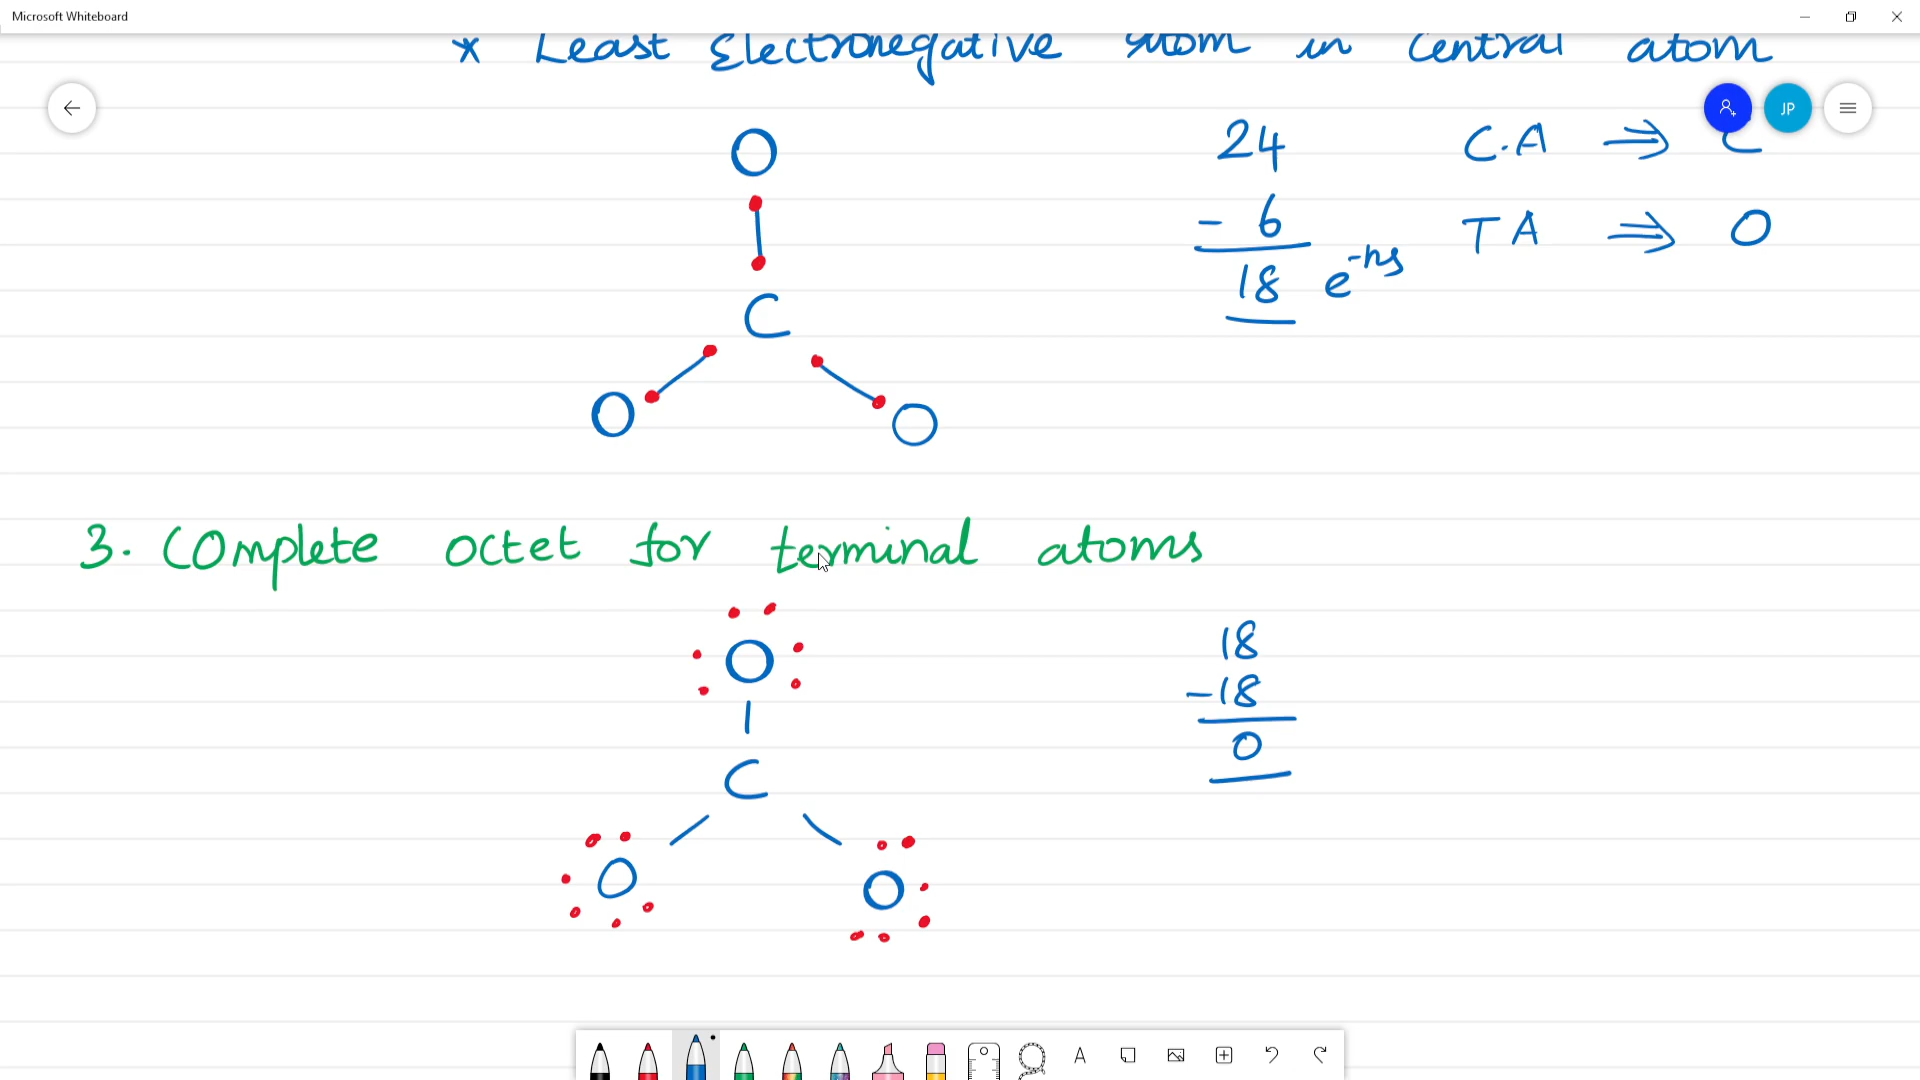 Microsoft Whiteboard
* Least Electronegative atom in central atom
JP
O
24
C.A ⇒ C
- 6
T A ⇒ O
18 e-ns
C
O O
3. Complete octet for terminal atoms
O
18
-18
0
C
O O
A